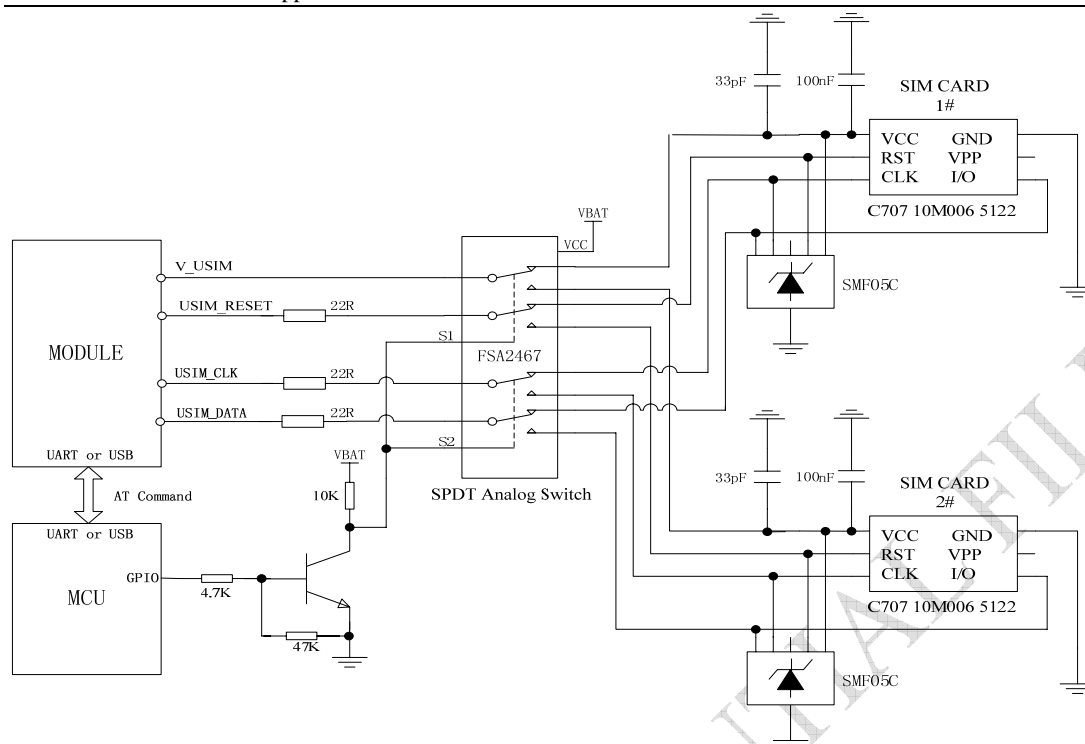 33pF
100nF
SIM CARD
1#
VCC GND
RST VPP
CLK I/O
C707 10M006 5122
SMF05C
VBAT
VCC
V_USIM
USIM_RESET
22R
S1
FSA2467
MODULE
USIM_CLK
22R
USIM_DATA
22R
S2
SPDT Analog Switch
UART or USB
AT Command
VBAT
10K
UART or USB
GPIO
4.7K
MCU
47K
33pF
100nF
SIM CARD
2#
VCC GND
RST VPP
CLK I/O
C707 10M006 5122
SMF05C